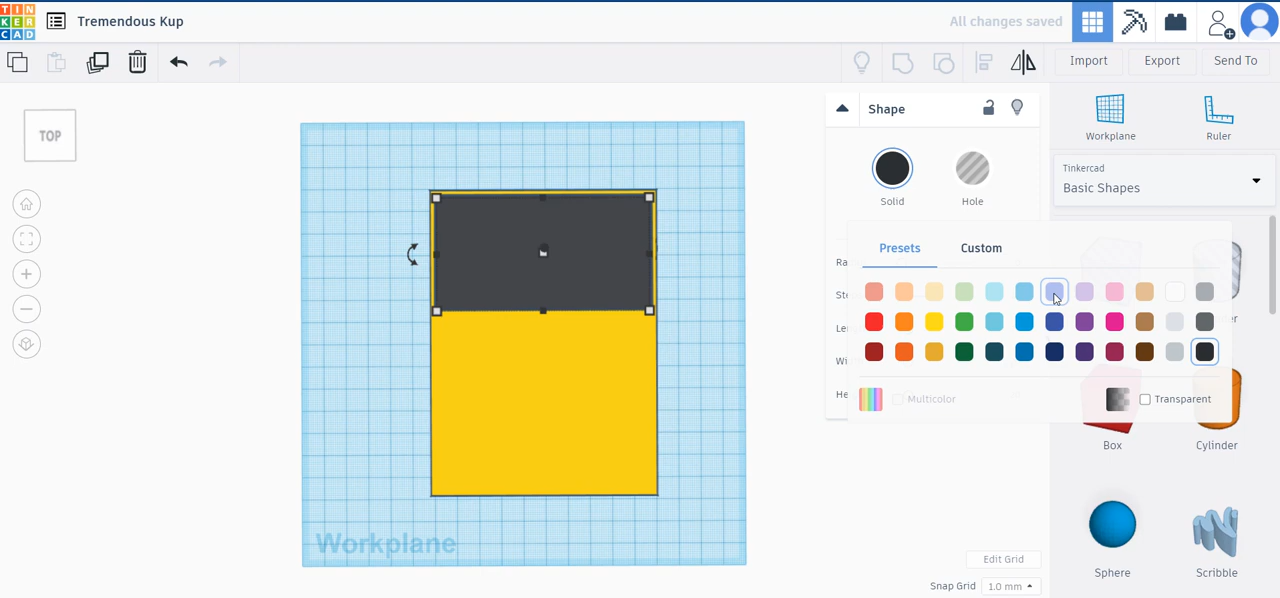 TIN
KER
CAD
Tremendous Kup
All changes saved
Import
Export
Send To
TOP
Shape
Solid
Hole
Workplane
Ruler
Tinkercad
Basic Shapes
Presets
Custom
Ra
Ste
Le
Wi
He
Multicolor
Transparent
Box
Cylinder
Sphere
Scribble
Workplane
Edit Grid
Snap Grid
1.0 mm